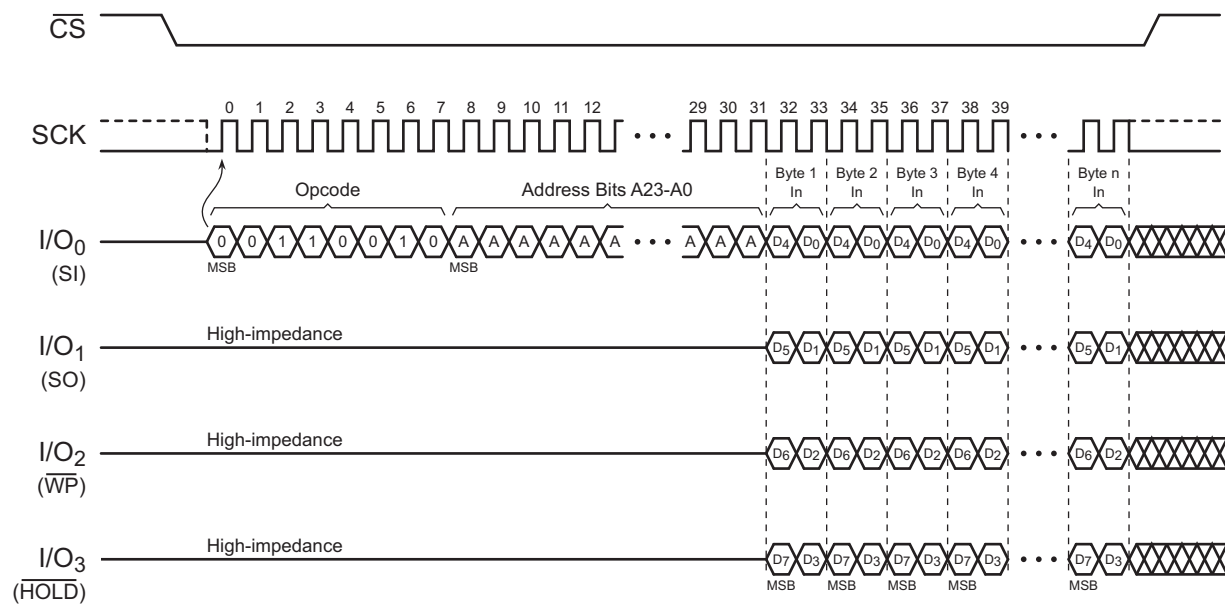 CS
SCK
0 1 2 3 4 5 6 7 8 9 10 11 12 29 30 31 32 33 34 35 36 37 38 39
• • • • • • • •
Opcode
Address Bits A23-A0
Byte 1 In
Byte 2 In
Byte 3 In
Byte 4 In
Byte n In
I/O0 (SI)
0 0 1 1 0 0 1 0 A A A A A A • • • • A A A D4 D0 D4 D0 D4 D0 D4 D0 • • • • D4 D0
MSB MSB
I/O1 (SO)
High-impedance
D5 D1 D5 D1 D5 D1 D5 D1 • • • • D5 D1
I/O2 (WP)
High-impedance
D6 D2 D6 D2 D6 D2 D6 D2 • • • • D6 D2
I/O3 (HOLD)
High-impedance
D7 D3 D7 D3 D7 D3 D7 D3 • • • • D7 D3
MSB MSB MSB MSB MSB